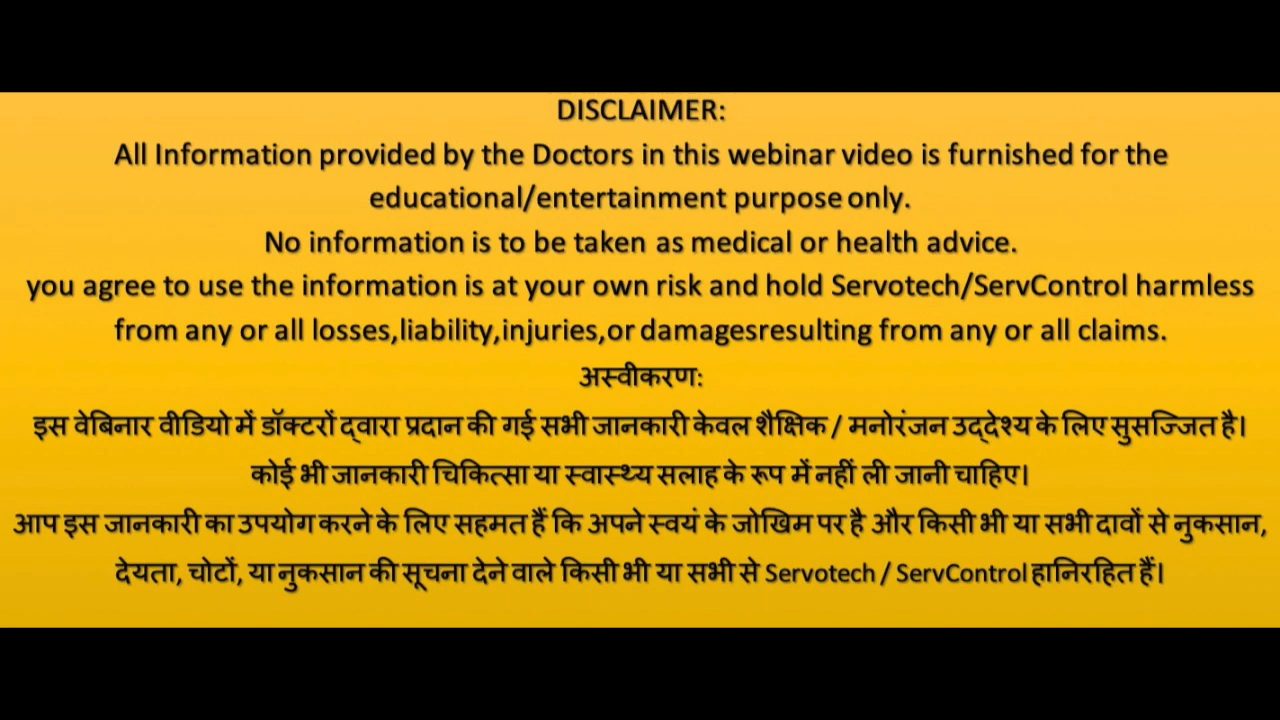 DISCLAIMER:
All Information provided by the Doctors in this webinar video is furnished for the
educational/entertainment purpose only.
No information is to be taken as medical or health advice.
you agree to use the information is at your own risk and hold Servotech/ServControl harmless
from any or all losses,liability,injuries,or damagesresulting from any or all claims.
अस्वीकरण:
इस वेबिनार वीडियो में डॉक्टरों द्वारा प्रदान की गई सभी जानकारी केवल शैक्षिक / मनोरंजन उद्देश्य के लिए सुसज्जित है।
कोई भी जानकारी चिकित्सा या स्वास्थ्य सलाह के रूप में नहीं ली जानी चाहिए।
आप इस जानकारी का उपयोग करने के लिए सहमत हैं कि अपने स्वयं के जोखिम पर है और किसी भी या सभी दावों से नुकसान,
देयता, चोटों, या नुकसान की सूचना देने वाले किसी भी या सभी से Servotech / ServControl हानिरहित हैं।